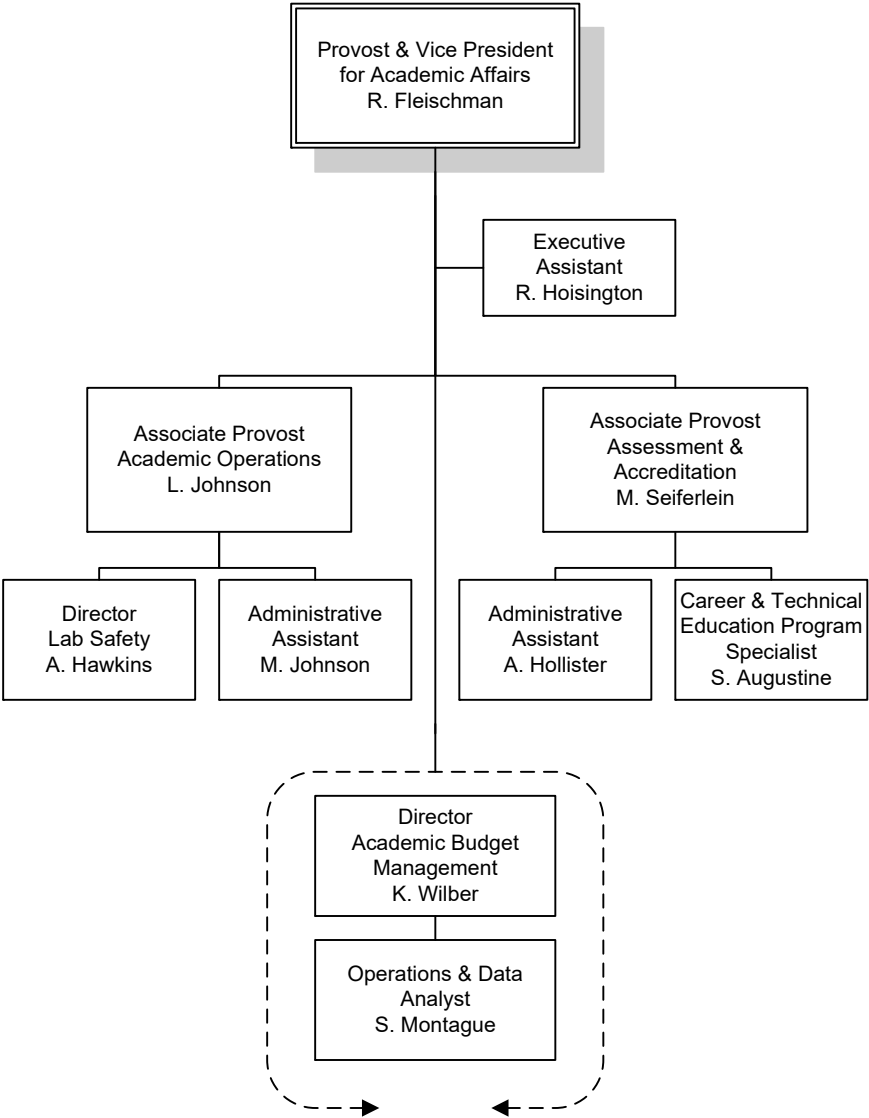 Provost & Vice President
for Academic Affairs
R. Fleischman
Executive
Assistant
R. Hoisington
Associate Provost
Academic Operations
L. Johnson
Associate Provost
Assessment &
Accreditation
M. Seiferlein
Director
Lab Safety
A. Hawkins
Administrative
Assistant
M. Johnson
Administrative
Assistant
A. Hollister
Career & Technical
Education Program
Specialist
S. Augustine
Director
Academic Budget
Management
K. Wilber
Operations & Data
Analyst
S. Montague